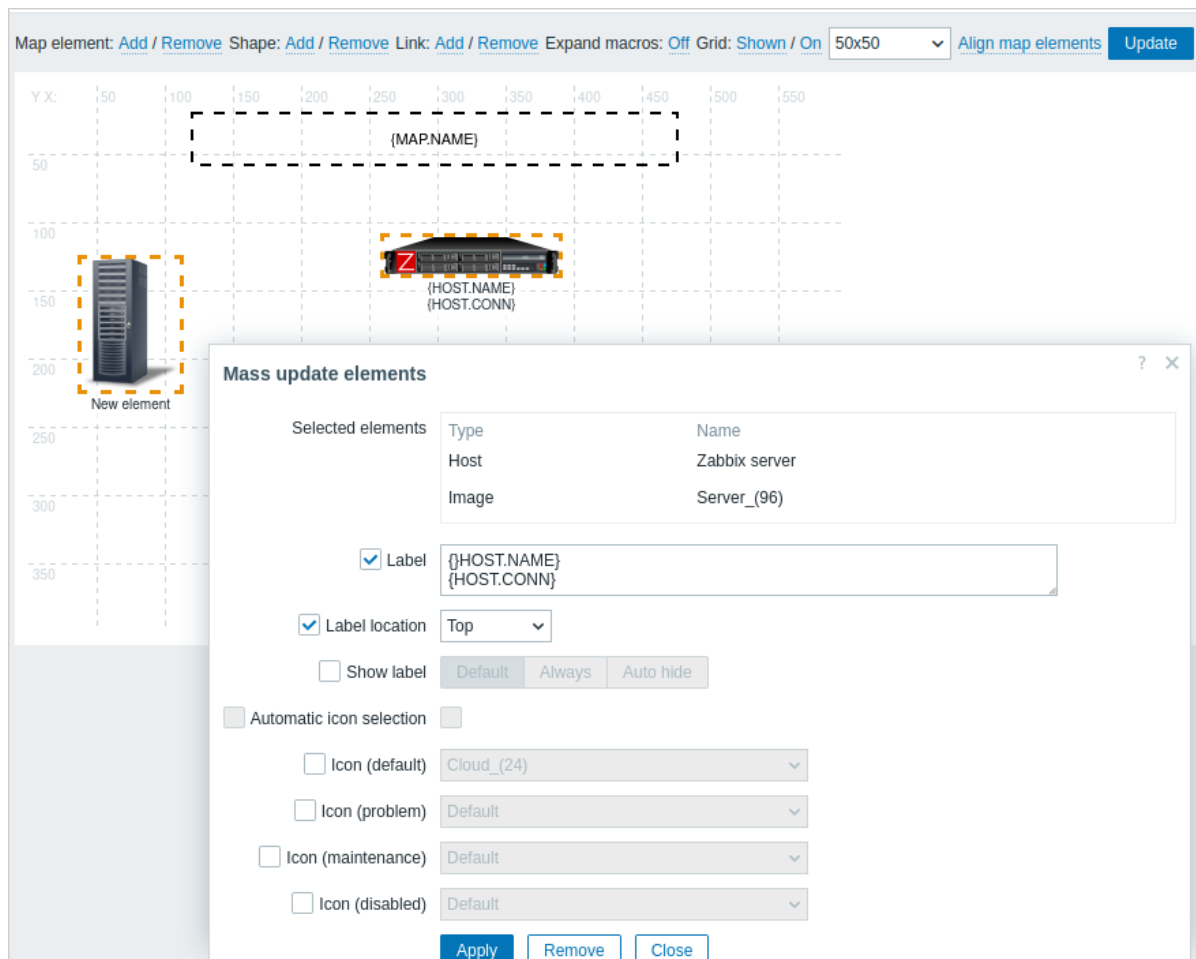 Map element: Add / Remove Shape: Add / Remove Link: Add / Remove Expand macros: Off Grid: Shown / On 50x50 Align map elements Update
Y X: 50 100 150 200 250 300 350 400 450 500 550
{MAP.NAME}
50
100
Z
{HOST.NAME}
150
{HOST.CONN}
200
New element
250
300
350
Mass update elements ? ×
Selected elements Type Name
Host Zabbix server
Image Server_(96)
Label {}HOST.NAME}
{HOST.CONN}
Label location Top
Show label Default Always Auto hide
Automatic icon selection
Icon (default) Cloud_(24)
Icon (problem) Default
Icon (maintenance) Default
Icon (disabled) Default
Apply Remove Close